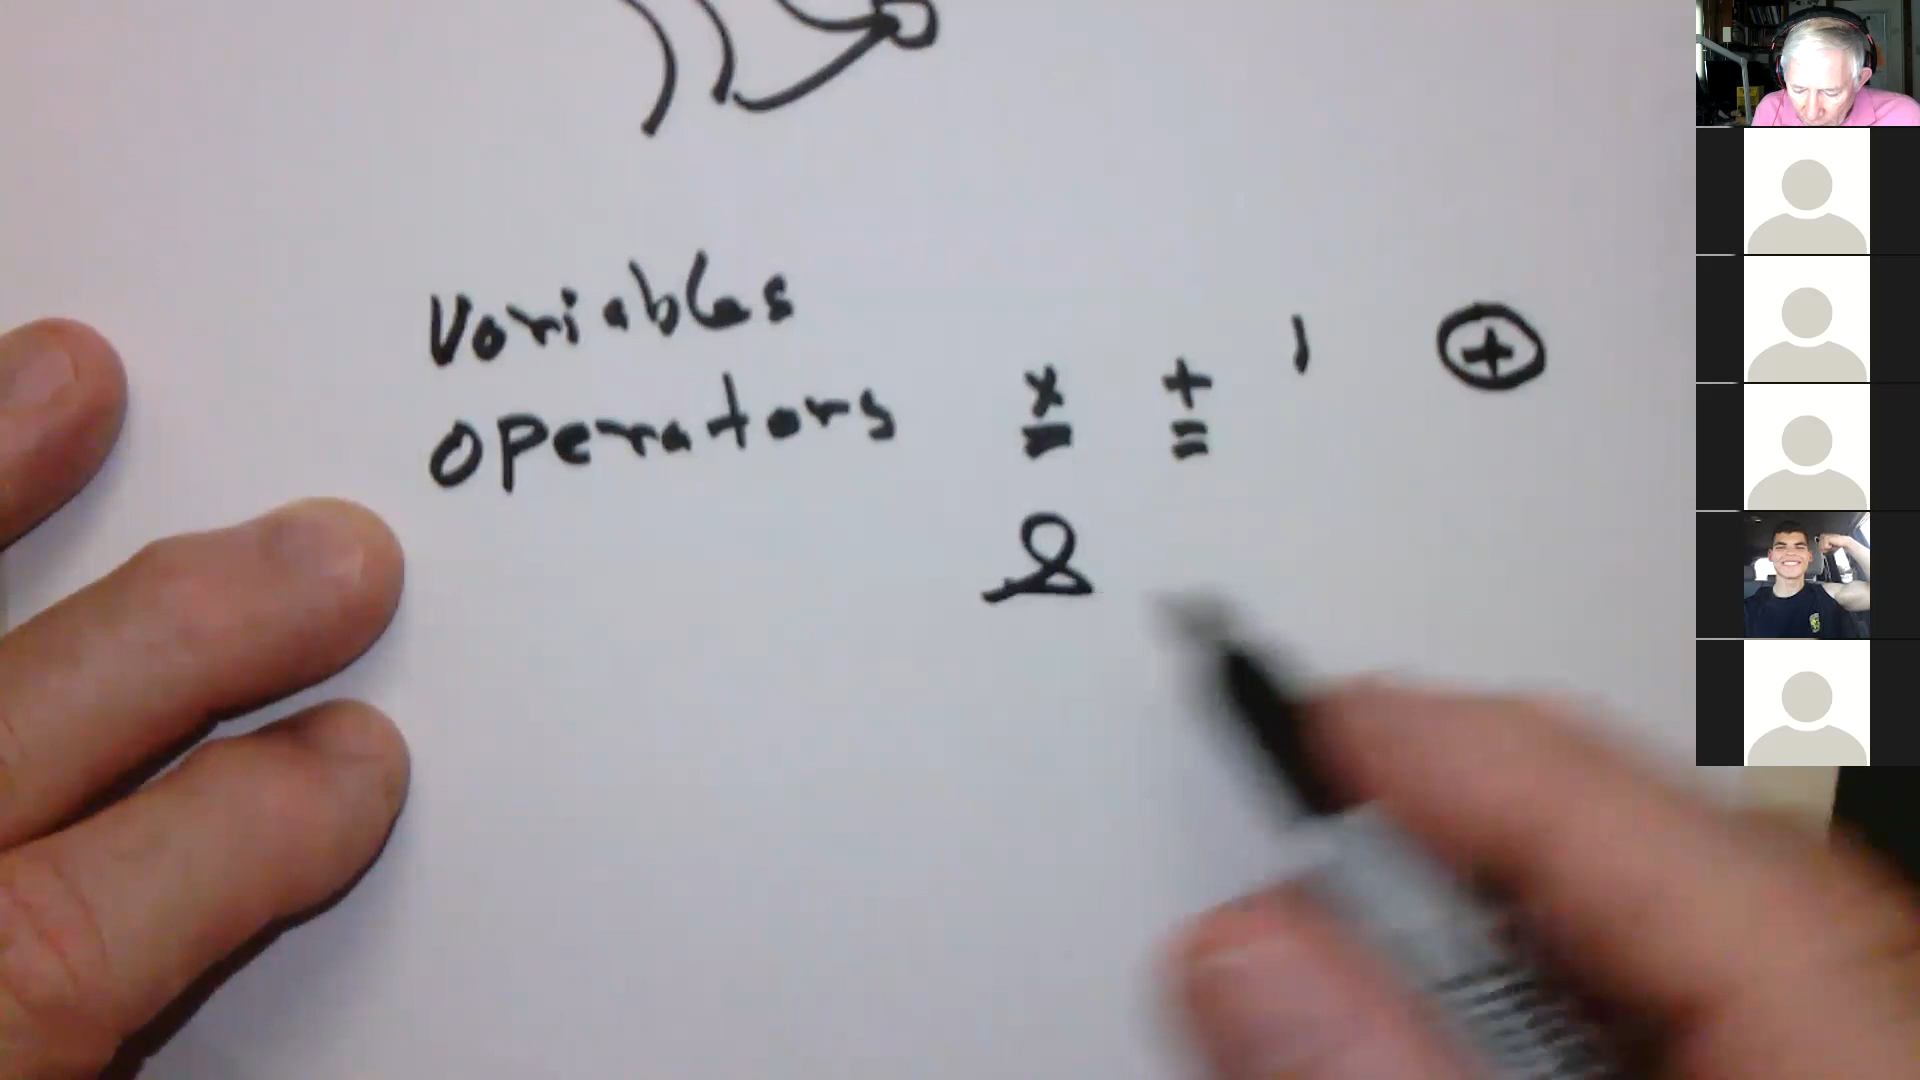 Variables
operators × + ' ⊕
&